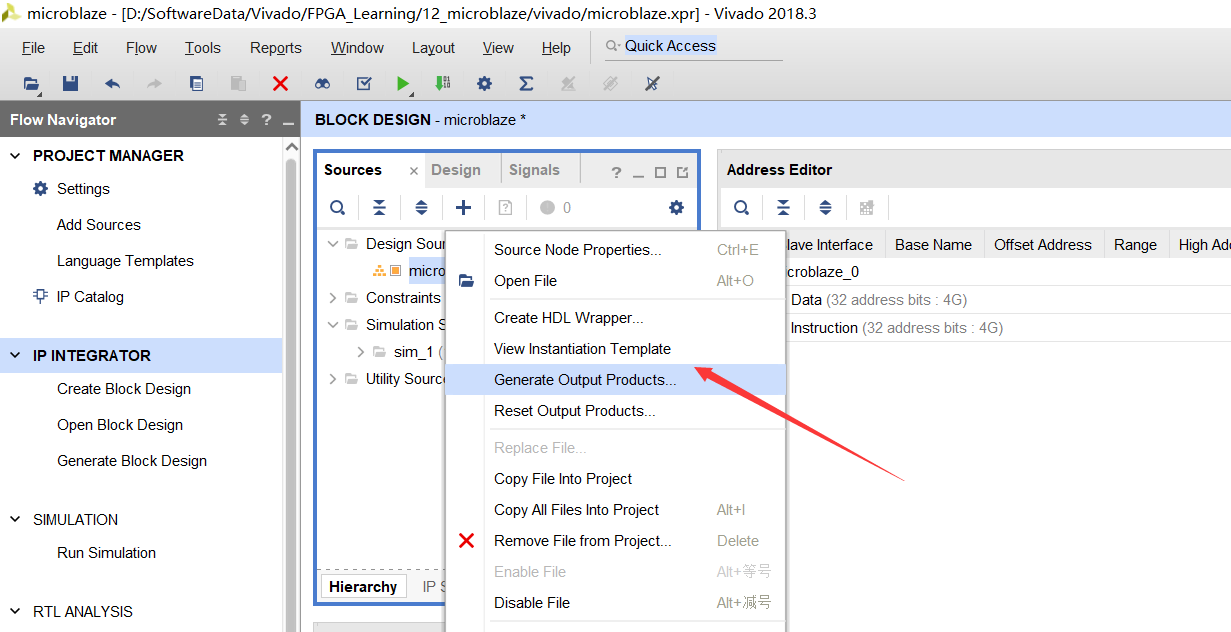 microblaze - [D:/SoftwareData/Vivado/FPGA_Learning/12_microblaze/vivado/microblaze.xpr] - Vivado 2018.3
File Edit Flow Tools Reports Window Layout View Help Quick Access
Flow Navigator
BLOCK DESIGN - microblaze *
PROJECT MANAGER
Settings
Add Sources
Language Templates
IP Catalog
IP INTEGRATOR
Create Block Design
Open Block Design
Generate Block Design
SIMULATION
Run Simulation
RTL ANALYSIS
Sources Design Signals
0
Design Sour
micro
Constraints
Simulation S
sim_1 (
Utility Source
Hierarchy IP S
Source Node Properties... Ctrl+E
Open File Alt+O
Create HDL Wrapper...
View Instantiation Template
Generate Output Products...
Reset Output Products...
Replace File...
Copy File Into Project
Copy All Files Into Project Alt+I
Remove File from Project... Delete
Enable File Alt+等号
Disable File Alt+减号
Address Editor
lave Interface Base Name Offset Address Range High Ad
croblaze_0
Data (32 address bits : 4G)
Instruction (32 address bits : 4G)